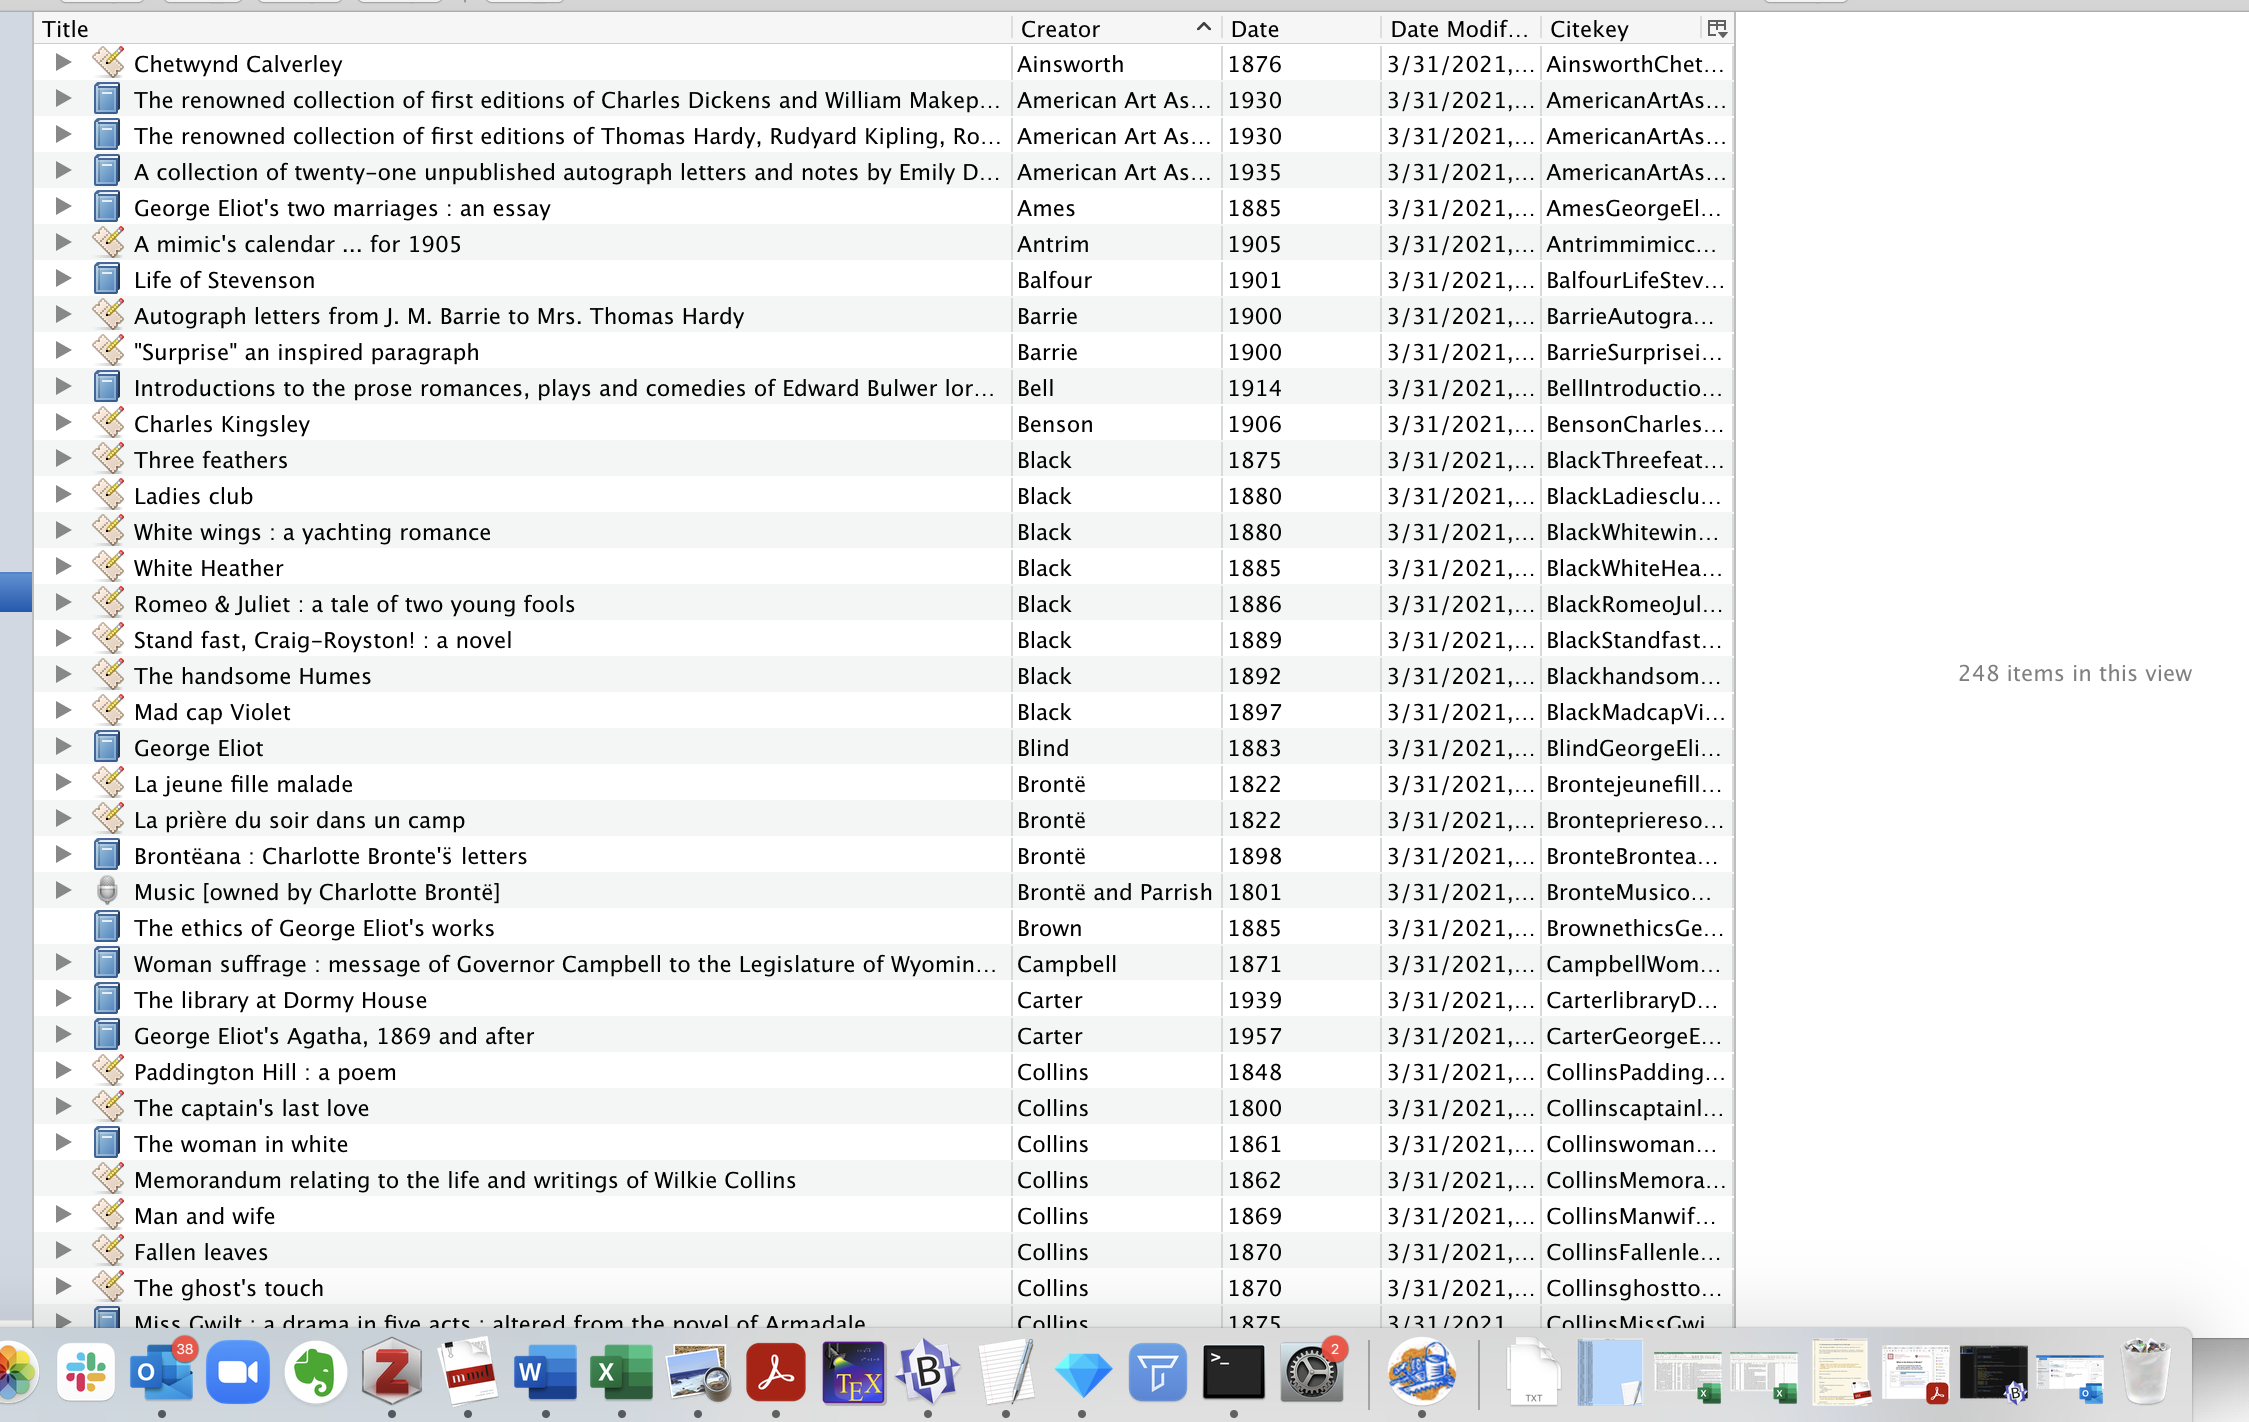 Title Creator Date Date Modif... Citekey
Chetwynd Calverley Ainsworth 1876 3/31/2021,... AinsworthChet...
The renowned collection of first editions of Charles Dickens and William Makep... American Art As... 1930 3/31/2021,... AmericanArtAs...
The renowned collection of first editions of Thomas Hardy, Rudyard Kipling, Ro... American Art As... 1930 3/31/2021,... AmericanArtAs...
A collection of twenty-one unpublished autograph letters and notes by Emily D... American Art As... 1935 3/31/2021,... AmericanArtAs...
George Eliot's two marriages : an essay Ames 1885 3/31/2021,... AmesGeorgeEl...
A mimic's calendar ... for 1905 Antrim 1905 3/31/2021,... Antrimmimicc...
Life of Stevenson Balfour 1901 3/31/2021,... BalfourLifeStev...
Autograph letters from J. M. Barrie to Mrs. Thomas Hardy Barrie 1900 3/31/2021,... BarrieAutogra...
"Surprise" an inspired paragraph Barrie 1900 3/31/2021,... BarrieSurprisei...
Introductions to the prose romances, plays and comedies of Edward Bulwer lor... Bell 1914 3/31/2021,... BellIntroductio...
Charles Kingsley Benson 1906 3/31/2021,... BensonCharles...
Three feathers Black 1875 3/31/2021,... BlackThreefeat...
Ladies club Black 1880 3/31/2021,... BlackLadiesclu...
White wings : a yachting romance Black 1880 3/31/2021,... BlackWhitewin...
White Heather Black 1885 3/31/2021,... BlackWhiteHea...
Romeo & Juliet : a tale of two young fools Black 1886 3/31/2021,... BlackRomeoJul...
Stand fast, Craig-Royston! : a novel Black 1889 3/31/2021,... BlackStandfast...
The handsome Humes Black 1892 3/31/2021,... Blackhandsom...
248 items in this view
Mad cap Violet Black 1897 3/31/2021,... BlackMadcapVi...
George Eliot Blind 1883 3/31/2021,... BlindGeorgeEli...
La jeune fille malade Brontë 1822 3/31/2021,... Brontejeunefill...
La prière du soir dans un camp Brontë 1822 3/31/2021,... Brontepriereso...
Brontëana : Charlotte Bronte's̈ letters Brontë 1898 3/31/2021,... BronteBrontea...
Music [owned by Charlotte Brontë] Brontë and Parrish 1801 3/31/2021,... BronteMusico...
The ethics of George Eliot's works Brown 1885 3/31/2021,... BrownethicsGe...
Woman suffrage : message of Governor Campbell to the Legislature of Wyomin... Campbell 1871 3/31/2021,... CampbellWom...
The library at Dormy House Carter 1939 3/31/2021,... CarterlibraryD...
George Eliot's Agatha, 1869 and after Carter 1957 3/31/2021,... CarterGeorgeE...
Paddington Hill : a poem Collins 1848 3/31/2021,... CollinsPadding...
The captain's last love Collins 1800 3/31/2021,... Collinscaptainl...
The woman in white Collins 1861 3/31/2021,... Collinswoman...
Memorandum relating to the life and writings of Wilkie Collins Collins 1862 3/31/2021,... CollinsMemora...
Man and wife Collins 1869 3/31/2021,... CollinsManwif...
Fallen leaves Collins 1870 3/31/2021,... CollinsFallenle...
The ghost's touch Collins 1870 3/31/2021,... Collinsghostto...
Miss Gwilt : a drama in five acts : altered from the novel of Armadale Collins 1875 3/31/2021,... CollinsMissGwi...
38
2
O Z mmd W X TEX B >_ TXT